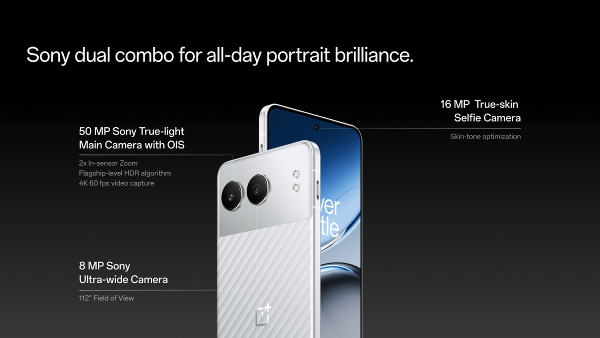 Sony dual combo for all-day portrait brilliance.
16 MP True-skin
Selfie Camera
Skin-tone optimization
50 MP Sony True-light
Main Camera with OIS
2x In-sensor Zoom
Flagship-level HDR algorithm
4K 60 fps video capture
ver
tle
8 MP Sony
Ultra-wide Camera
112° Field of View